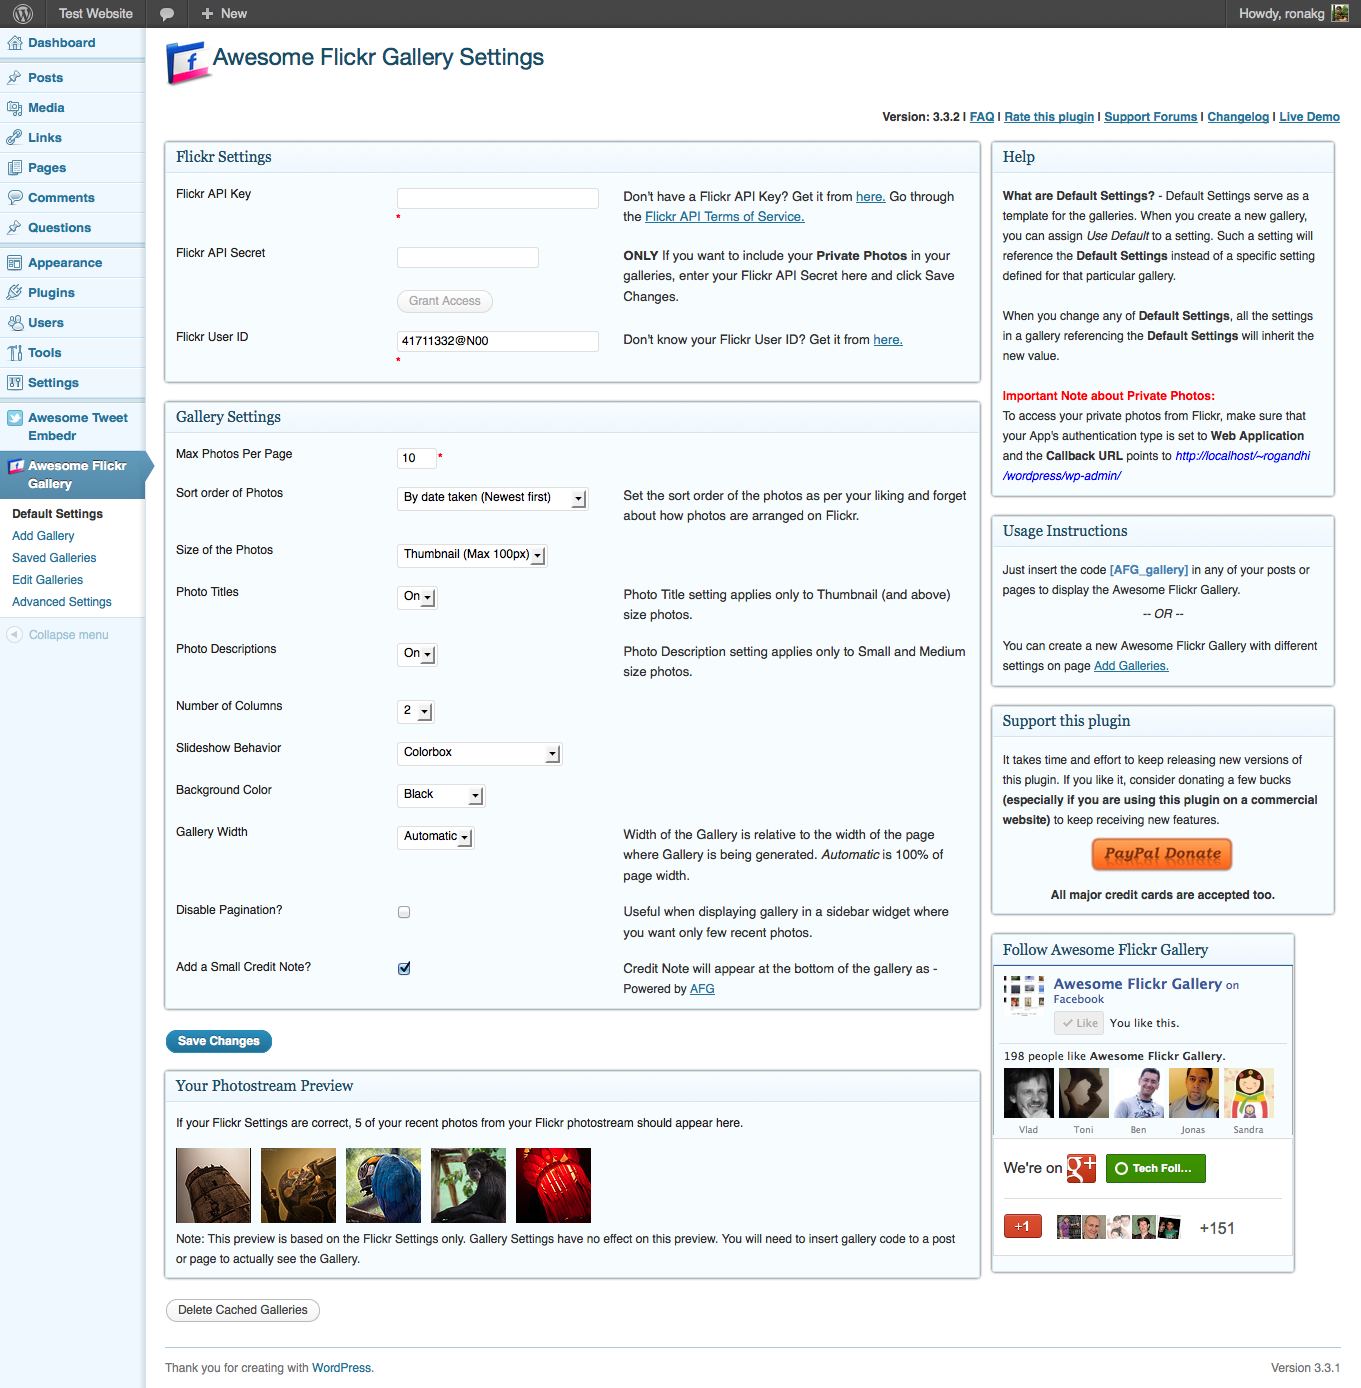 Test Website
New
Howdy, ronakg
Dashboard
Posts
Media
Links
Pages
Comments
Questions
Appearance
Plugins
Users
Tools
Settings
Awesome Tweet
Embedr
Awesome Flickr
Gallery
Default Settings
Add Gallery
Saved Galleries
Edit Galleries
Advanced Settings
Collapse menu
Awesome Flickr Gallery Settings
Version: 3.3.2 | FAQ | Rate this plugin | Support Forums | Changelog | Live Demo
Flickr Settings
Flickr API Key
*
Don't have a Flickr API Key? Get it from here. Go through
the Flickr API Terms of Service.
Flickr API Secret
ONLY If you want to include your Private Photos in your
galleries, enter your Flickr API Secret here and click Save
Changes.
Grant Access
Flickr User ID
41711332@N00
*
Don't know your Flickr User ID? Get it from here.
Gallery Settings
Max Photos Per Page
10 *
Sort order of Photos
By date taken (Newest first)
Set the sort order of the photos as per your liking and forget
about how photos are arranged on Flickr.
Size of the Photos
Thumbnail (Max 100px)
Photo Titles
On
Photo Title setting applies only to Thumbnail (and above)
size photos.
Photo Descriptions
On
Photo Description setting applies only to Small and Medium
size photos.
Number of Columns
2
Slideshow Behavior
Colorbox
Background Color
Black
Gallery Width
Automatic
Width of the Gallery is relative to the width of the page
where Gallery is being generated. Automatic is 100% of
page width.
Disable Pagination?
Useful when displaying gallery in a sidebar widget where
you want only few recent photos.
Add a Small Credit Note?
Credit Note will appear at the bottom of the gallery as -
Powered by AFG
Save Changes
Your Photostream Preview
If your Flickr Settings are correct, 5 of your recent photos from your Flickr photostream should appear here.
Note: This preview is based on the Flickr Settings only. Gallery Settings have no effect on this preview. You will need to insert gallery code to a post
or page to actually see the Gallery.
Delete Cached Galleries
Help
What are Default Settings? - Default Settings serve as a
template for the galleries. When you create a new gallery,
you can assign Use Default to a setting. Such a setting will
reference the Default Settings instead of a specific setting
defined for that particular gallery.
When you change any of Default Settings, all the settings
in a gallery referencing the Default Settings will inherit the
new value.
Important Note about Private Photos:
To access your private photos from Flickr, make sure that
your App's authentication type is set to Web Application
and the Callback URL points to http://localhost/~rogandhi
/wordpress/wp-admin/
Usage Instructions
Just insert the code [AFG_gallery] in any of your posts or
pages to display the Awesome Flickr Gallery.
-- OR --
You can create a new Awesome Flickr Gallery with different
settings on page Add Galleries.
Support this plugin
It takes time and effort to keep releasing new versions of
this plugin. If you like it, consider donating a few bucks
(especially if you are using this plugin on a commercial
website) to keep receiving new features.
PayPal Donate
All major credit cards are accepted too.
Follow Awesome Flickr Gallery
Awesome Flickr Gallery on
Facebook
Like You like this.
198 people like Awesome Flickr Gallery.
Vlad Toni Ben Jonas Sandra
We're on g+ Tech Foll...
+1 +151
Thank you for creating with WordPress.
Version 3.3.1